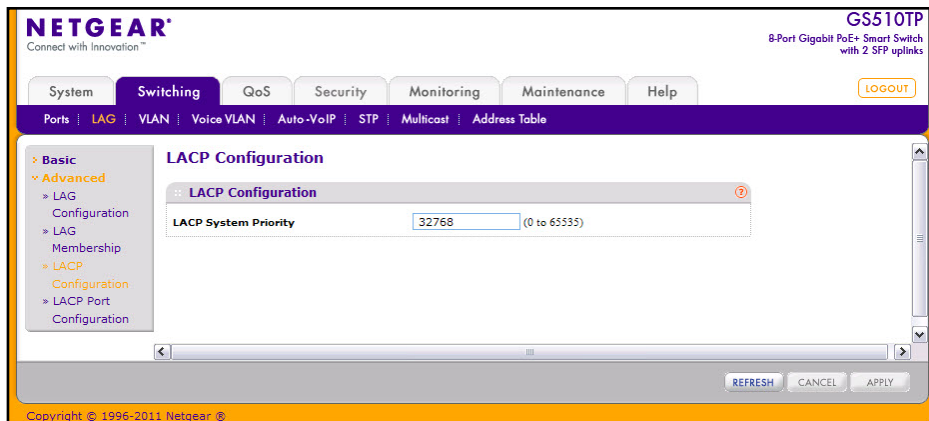 NETGEAR®
Connect with Innovation™
GS510TP
8-Port Gigabit PoE+ Smart Switch
with 2 SFP uplinks
System Switching QoS Security Monitoring Maintenance Help LOGOUT
Ports LAG VLAN Voice VLAN Auto-VoIP STP Multicast Address Table
Basic
Advanced
» LAG
Configuration
» LAG
Membership
» LACP
Configuration
» LACP Port
Configuration
LACP Configuration
LACP Configuration ?
LACP System Priority 32768 (0 to 65535)
REFRESH CANCEL APPLY
Copyright © 1996-2011 Netgear ®